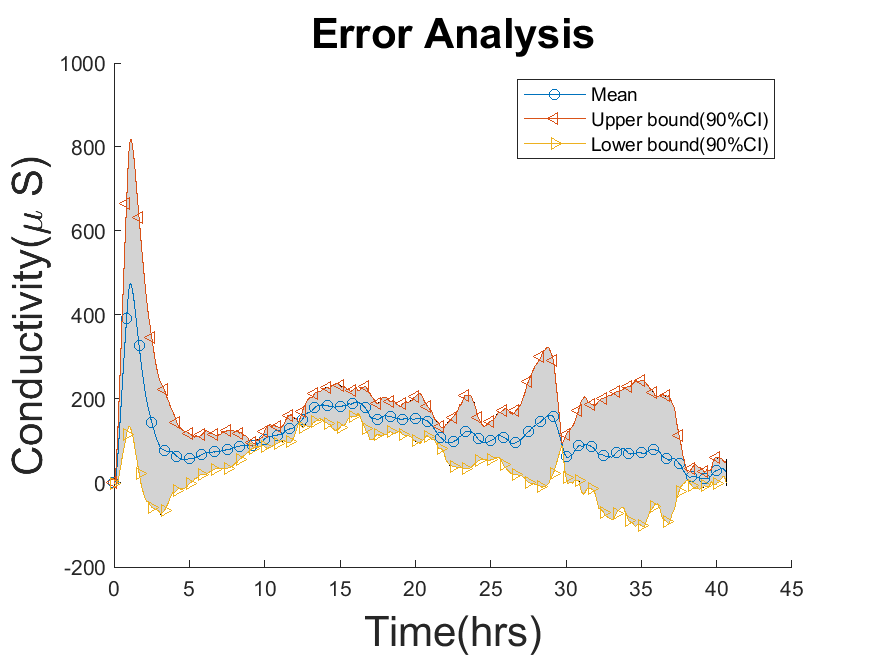 Error Analysis
1000
800
600
400
200
0
-200
0 5 10 15 20 25 30 35 40 45
Conductivity(μ S)
Time(hrs)
Mean
Upper bound(90%CI)
Lower bound(90%CI)